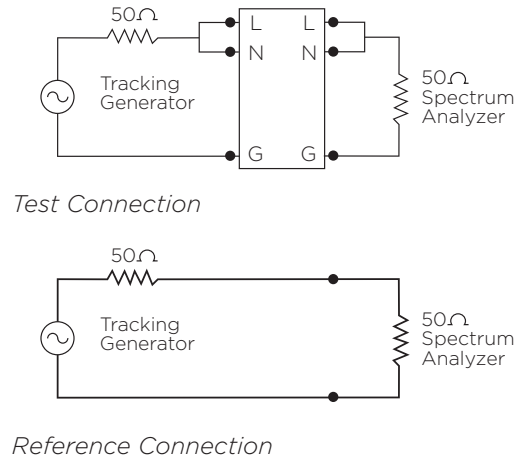 50Ω
L L
N N
Tracking
Generator
50Ω
Spectrum
Analyzer
G G
Test Connection
50Ω
Tracking
Generator
50Ω
Spectrum
Analyzer
Reference Connection